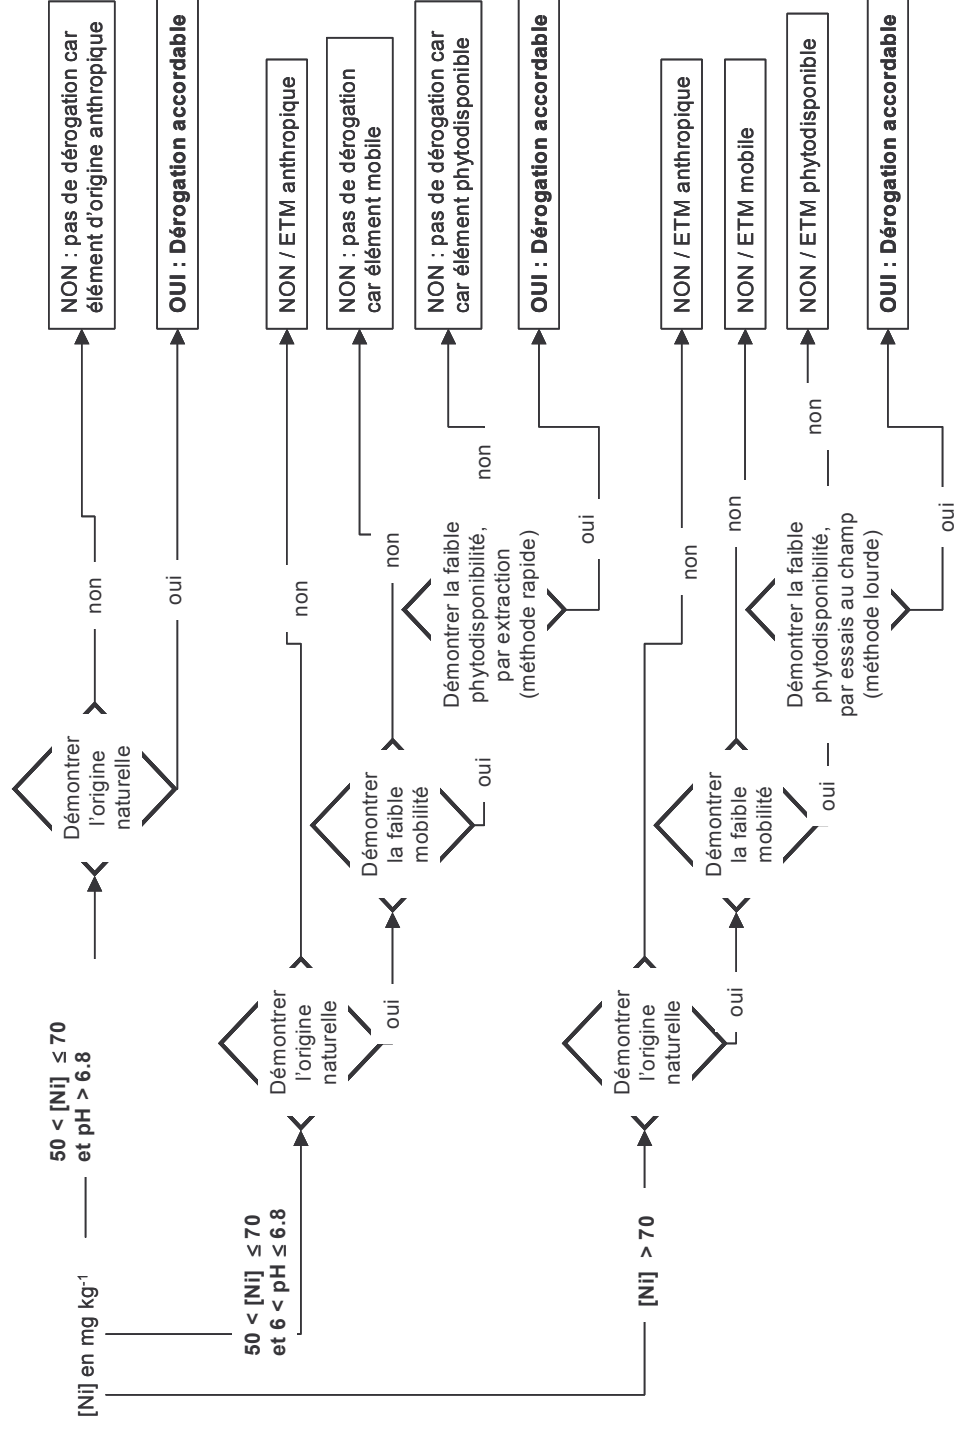 [Ni] en mg kg-1
50 < [Ni] ≤ 70
et pH > 6.8
Démontrer
l'origine
naturelle
non
NON : pas de dérogation car
élément d'origine anthropique
oui
OUI : Dérogation accordable
50 < [Ni] ≤ 70
et 6 < pH ≤ 6.8
Démontrer
l'origine
naturelle
non
NON / ETM anthropique
oui
Démontrer
la faible
mobilité
non
NON : pas de dérogation
car élément mobile
oui
Démontrer la faible
phytodisponibilité,
par extraction
(méthode rapide)
non
NON : pas de dérogation car
car élément phytodisponible
oui
OUI : Dérogation accordable
[Ni] > 70
Démontrer
l'origine
naturelle
non
NON / ETM anthropique
oui
Démontrer
la faible
mobilité
non
NON / ETM mobile
oui
Démontrer la faible
phytodisponibilité,
par essais au champ
(méthode lourde)
non
NON / ETM phytodisponible
oui
OUI : Dérogation accordable